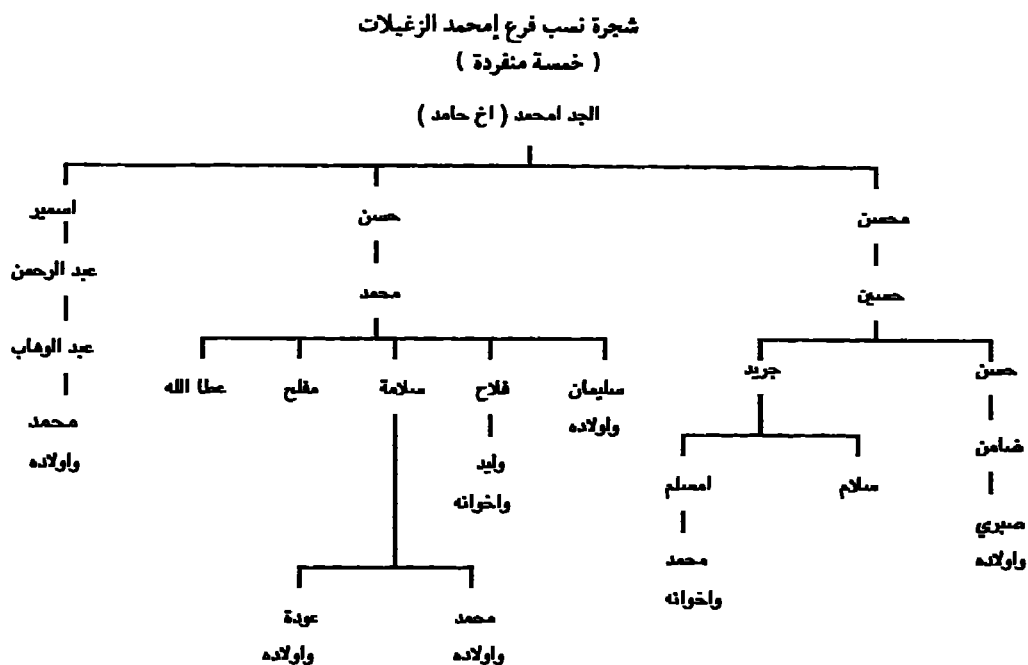 شجرة نسب فرع إمحمد الزغيلات
( خمسة منفردة )
الجد امحمد ( اخ حامد )
محسن
حسن
اسمير
حسين
محمد
عبد الرحمن
حسن
جريد
سليمان
واولاده
فلاح
سلامة
مفلح
عطا الله
عبد الوهاب
ضامن
سلام
امسلم
وليد
واخوانه
محمد
واولاده
صبري
واولاده
محمد
واخوانه
محمد
واولاده
عودة
واولاده